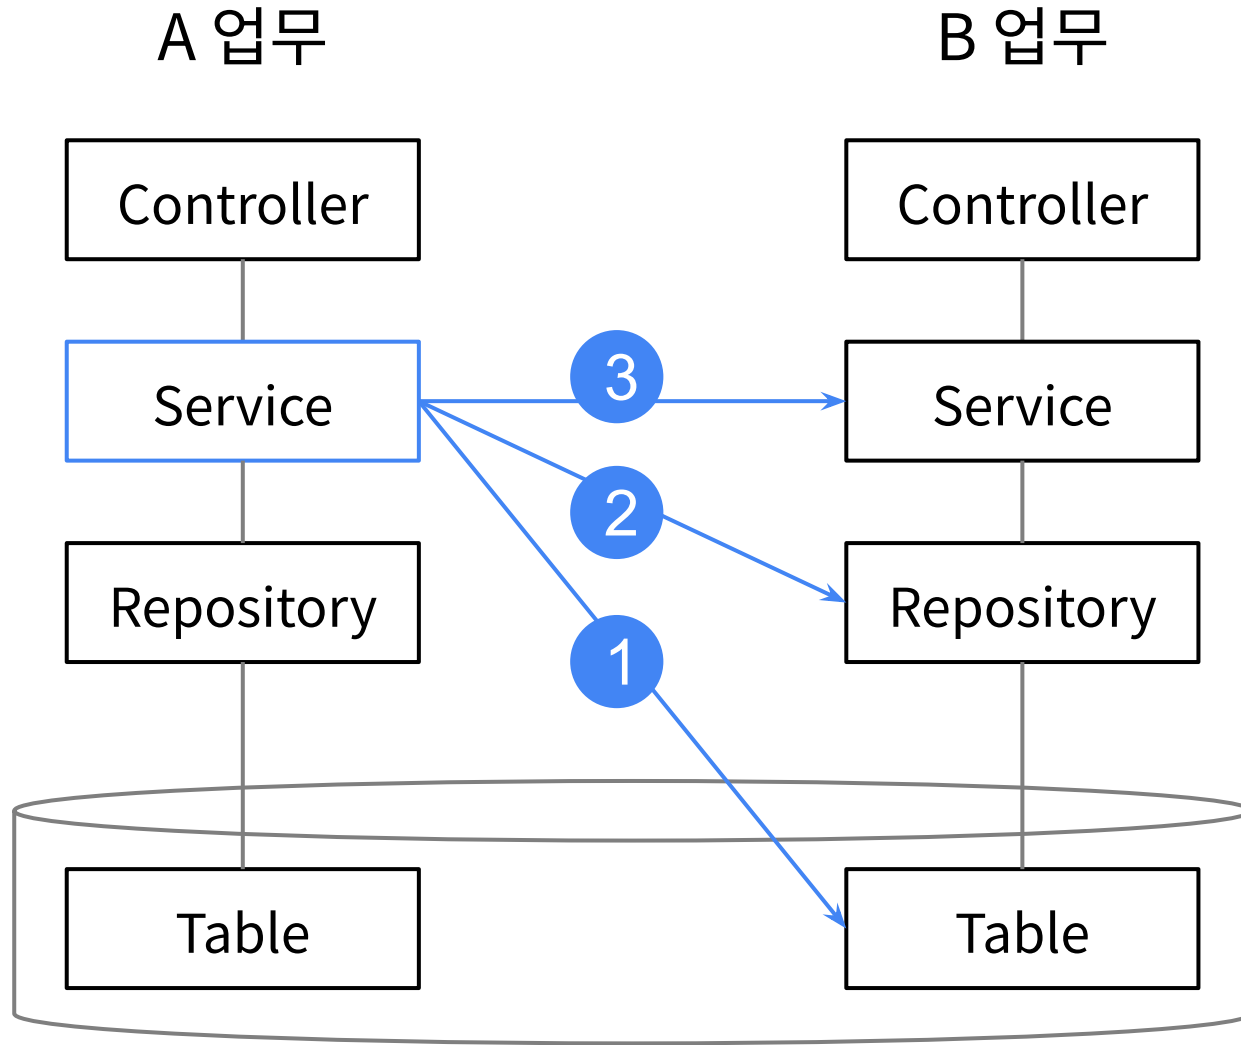 A 업무
B 업무
Controller
Controller
Service
3
Service
2
Repository
Repository
1
Table
Table